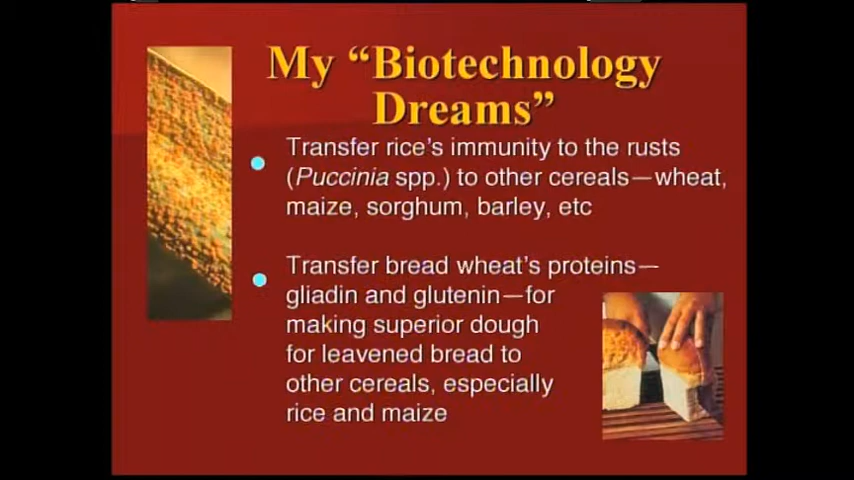 My “Biotechnology
Dreams”
Transfer rice’s immunity to the rusts
(Puccinia spp.) to other cereals—wheat,
maize, sorghum, barley, etc
Transfer bread wheat’s proteins—
gliadin and glutenin—for
making superior dough
for leavened bread to
other cereals, especially
rice and maize